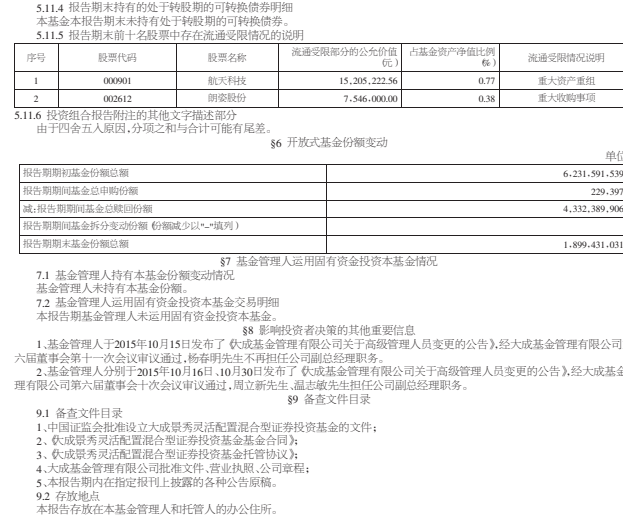 5.11.4 报告期末持有的处于转股期的可转换债券明细
本基金本报告期末未持有处于转股期的可转换债券。
5.11.5 报告期末前十名股票中存在流通受限情况的说明
序号 股票代码 股票名称 流通受限部分的公允价值(元) 占基金资产净值比例(%) 流通受限情况说明
1 000901 航天科技 15,205,222.56 0.77 重大资产重组
2 002612 朗姿股份 7,546,000.00 0.38 重大收购事项
5.11.6 投资组合报告附注的其他文字描述部分
由于四舍五入原因,分项之和与合计可能有尾差。
§6 开放式基金份额变动
单位
报告期期初基金份额总额 6,231,591,539
报告期期间基金总申购份额 229,397
减:报告期期间基金总赎回份额 4,332,389,906
报告期期间基金拆分变动份额(份额减少以"-"填列)
报告期期末基金份额总额 1,899,431,031
§7 基金管理人运用固有资金投资本基金情况
7.1 基金管理人持有本基金份额变动情况
基金管理人未持有本基金份额。
7.2 基金管理人运用固有资金投资本基金交易明细
本报告期基金管理人未运用固有资金投资本基金。
§8 影响投资者决策的其他重要信息
1、基金管理人于2015年10月15日发布了《大成基金管理有限公司关于高级管理人员变更的公告》,经大成基金管理有限公司
六届董事会第十一次会议审议通过,杨春明先生不再担任公司副总经理职务。
2、基金管理人分别于2015年10月16日、10月30日发布了《大成基金管理有限公司关于高级管理人员变更的公告》,经大成基金
理有限公司第六届董事会十次会议审议通过,周立新先生、温志敏先生担任公司副总经理职务。
§9 备查文件目录
9.1 备查文件目录
1、中国证监会批准设立大成景秀灵活配置混合型证券投资基金的文件;
2、《大成景秀灵活配置混合型证券投资基金基金合同》;
3、《大成景秀灵活配置混合型证券投资基金托管协议》;
4、大成基金管理有限公司批准文件、营业执照、公司章程;
5、本报告期内在指定报刊上披露的各种公告原稿。
9.2 存放地点
本报告存放在本基金管理人和托管人的办公住所。